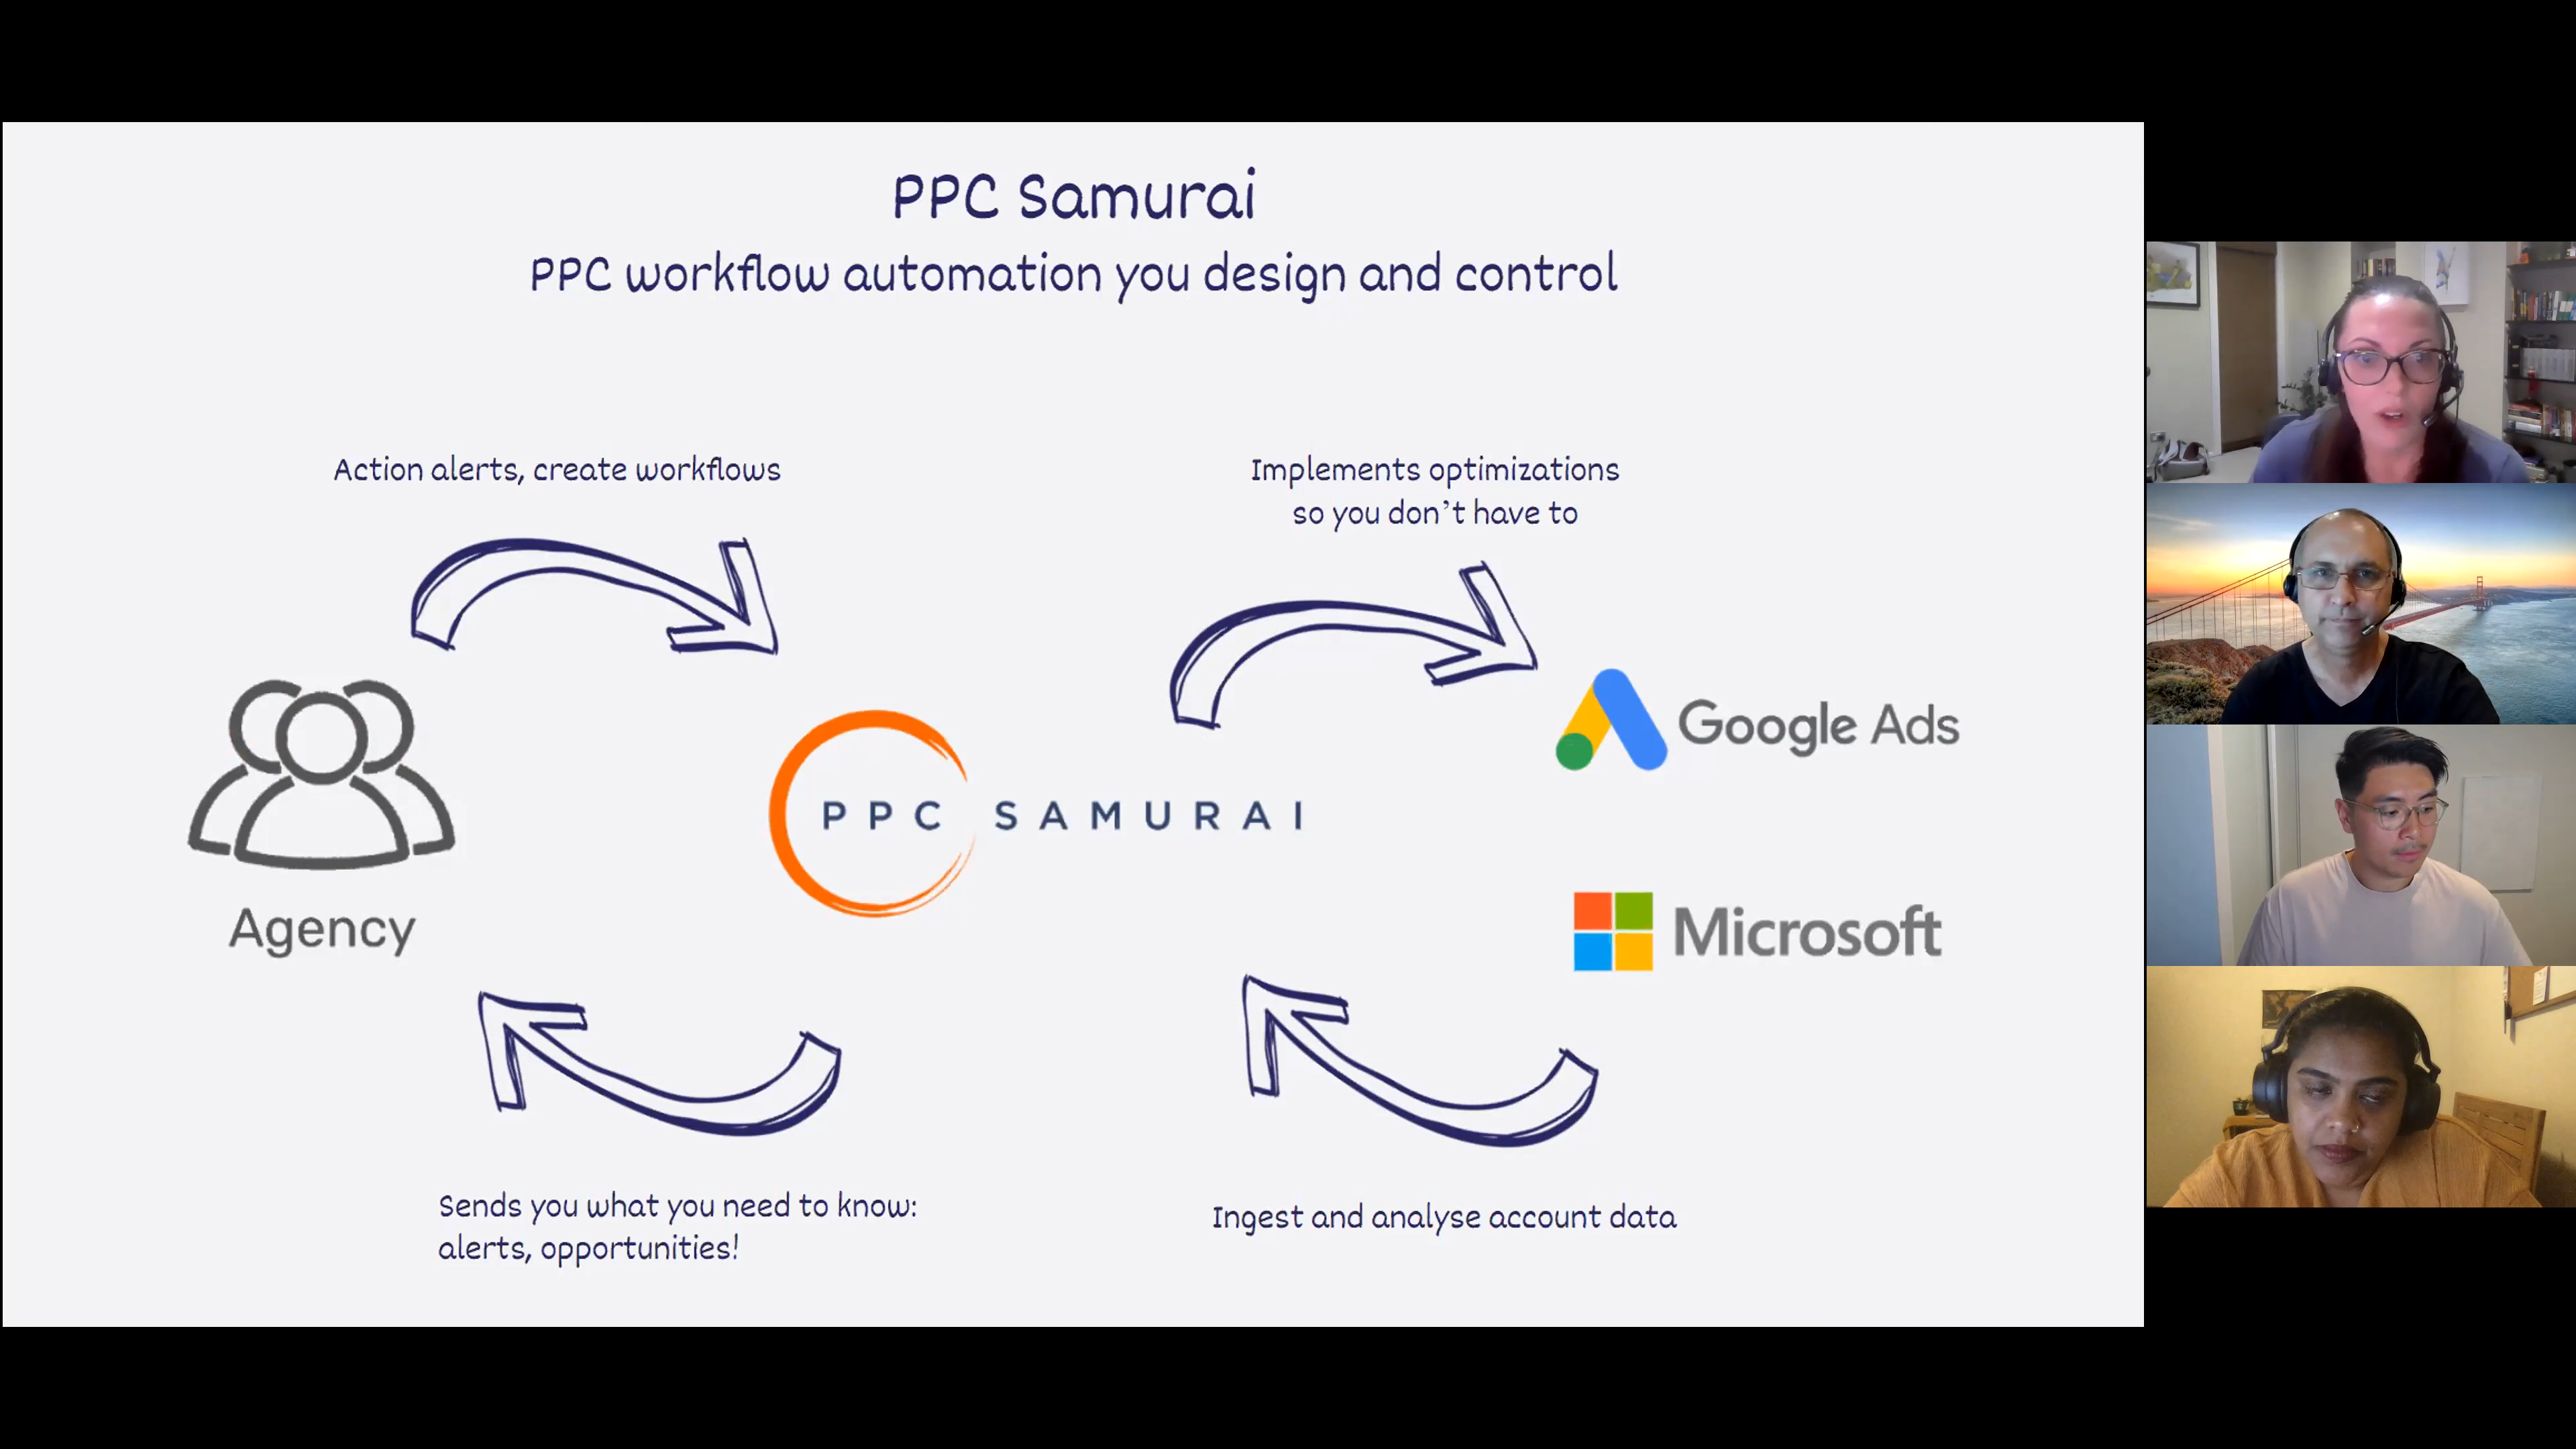 PPC Samurai
PPC workflow automation you design and control
Action alerts, create workflows
Implements optimizations
so you don't have to
Google Ads
PPC SAMURAI
Agency
Microsoft
Sends you what you need to know:
alerts, opportunities!
Ingest and analyse account data